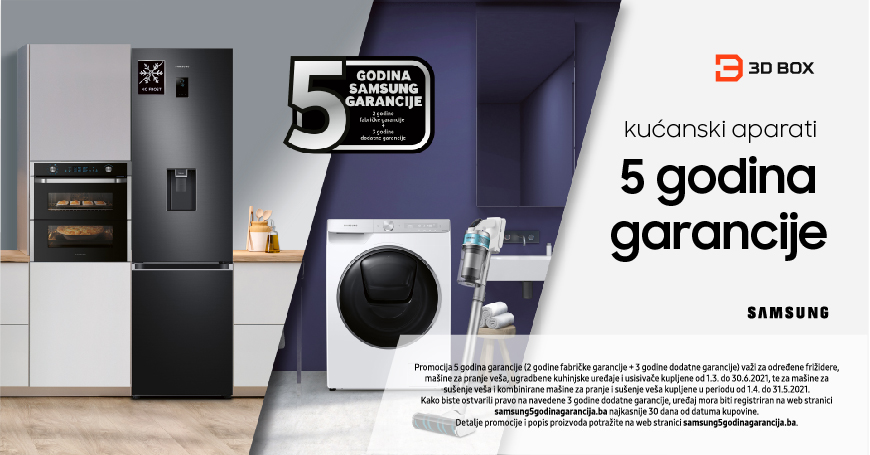 SAMSUNG
NO FROST
5 GODINA
SAMSUNG
GARANCIJE
2 godine
fabričke garancije
+
3 godine
dodatne garancije
SAMSUNG
3D BOX
kućanski aparati
5 godina
garancije
SAMSUNG
Promocija 5 godina garancije (2 godine fabričke garancije + 3 godine dodatne garancije) važi za određene frižidere,
mašine za pranje veša, ugradbene kuhinjske uređaje i usisivače kupljene od 1.3. do 30.6.2021, te za mašine za
sušenje veša i kombinirane mašine za pranje i sušenje veša kupljene u periodu od 1.4. do 31.5.2021.
Kako biste ostvarili pravo na navedene 3 godine dodatne garancije, uređaj mora biti registriran na web stranici
samsung5godinagarancija.ba najkasnije 30 dana od datuma kupovine.
Detalje promocije i popis proizvoda potražite na web stranici samsung5godinagarancija.ba.